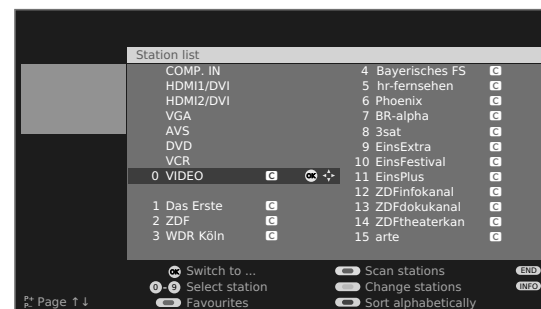 Station list
COMP. IN
HDMI1/DVI
HDMI2/DVI
VGA
AVS
DVD
VCR
0 VIDEO C OK
1 Das Erste C
2 ZDF C
3 WDR Köln C
4 Bayerisches FS C
5 hr-fernsehen C
6 Phoenix C
7 BR-alpha C
8 3sat C
9 EinsExtra C
10 EinsFestival C
11 EinsPlus C
12 ZDFinfokanal C
13 ZDFdokukanal C
14 ZDFtheaterkan C
15 arte C
OK Switch to ...
0-9 Select station
Favourites
Scan stations END
Change stations INFO
Sort alphabetically
P+ P- Page ↑↓